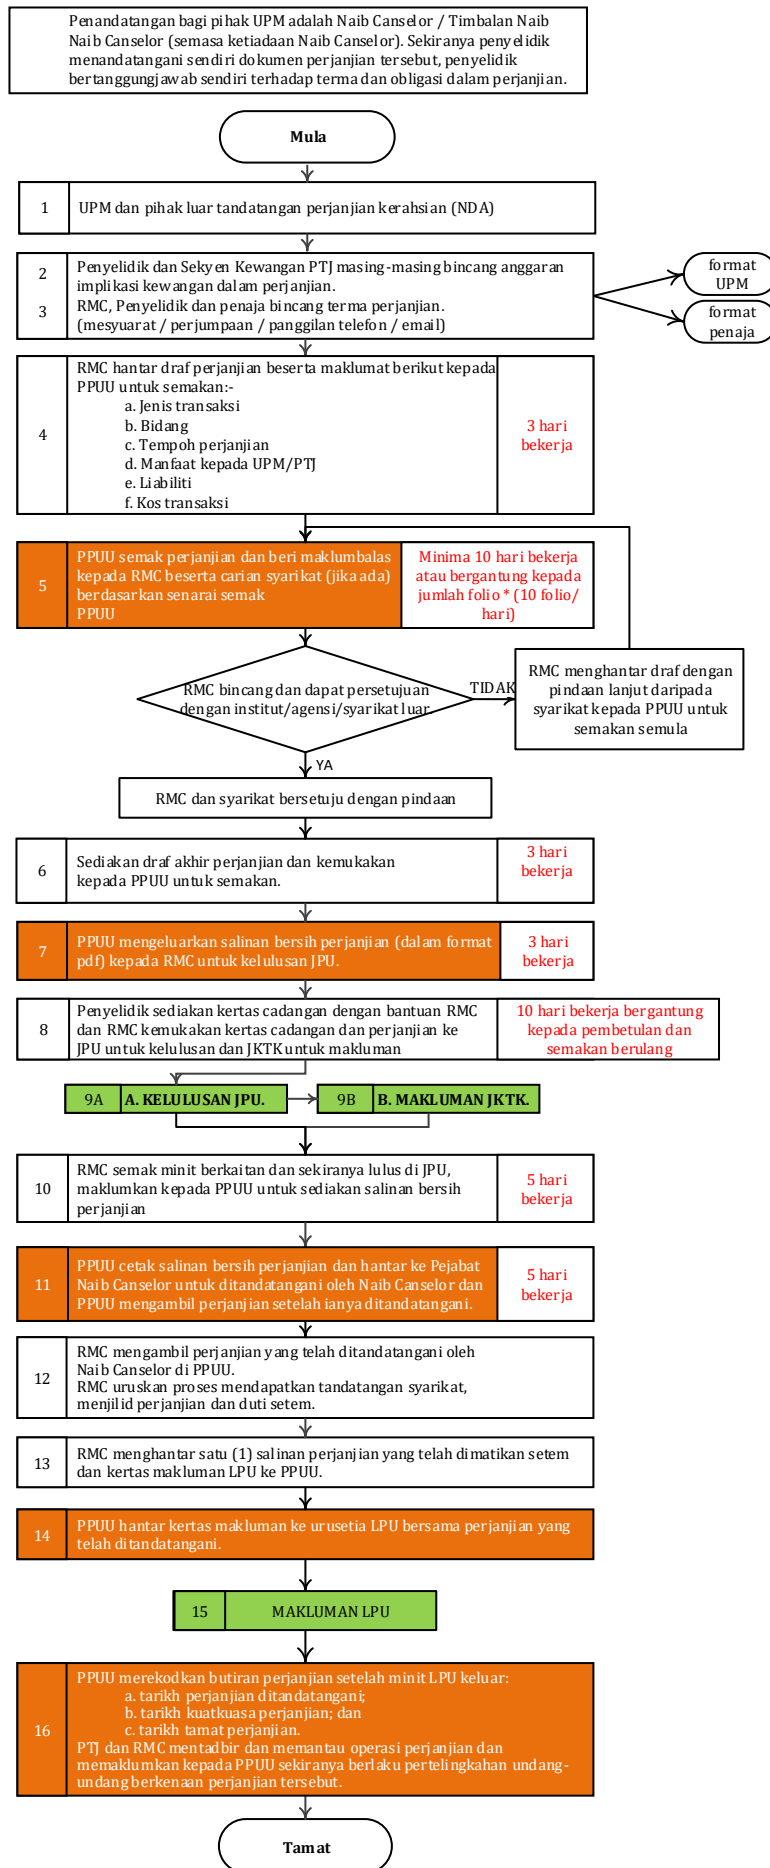 Penandatangan bagi pihak UPM adalah Naib Canselor / Timbalan Naib
Naib Canselor (semasa ketiadaan Naib Canselor). Sekiranya penyelidik
menandatangani sendiri dokumen perjanjian tersebut, penyelidik
bertanggungjawab sendiri terhadap terma dan obligasi dalam perjanjian.
Mula
1
UPM dan pihak luar tandatangan perjanjian kerahsian (NDA)
2
Penyelidik dan Sekyen Kewangan PTJ masing-masing bincang anggaran
implikasi kewangan dalam perjanjian.
3
RMC, Penyelidik dan penaja bincang terma perjanjian.
(mesyuarat / perjumpaan / panggilan telefon / email)
format
UPM
format
penaja
4
RMC hantar draf perjanjian beserta maklumat berikut kepada
PPUU untuk semakan:-
a. Jenis transaksi
b. Bidang
c. Tempoh perjanjian
d. Manfaat kepada UPM/PTJ
e. Liabiliti
f. Kos transaksi
3 hari
bekerja
5
PPUU semak perjanjian dan beri maklumbalas
kepada RMC beserta carian syarikat (jika ada)
berdasarkan senarai semak
PPUU
Minima 10 hari bekerja
atau bergantung kepada
jumlah folio * (10 folio/
hari)
RMC bincang dan dapat persetujuan
dengan institut/agensi/syarikat luar.
TIDAK
RMC menghantar draf dengan
pindaan lanjut daripada
syarikat kepada PPUU untuk
semakan semula
YA
RMC dan syarikat bersetuju dengan pindaan
6
Sediakan draf akhir perjanjian dan kemukakan
kepada PPUU untuk semakan.
3 hari
bekerja
7
PPUU mengeluarkan salinan bersih perjanjian (dalam format
pdf) kepada RMC untuk kelulusan JPU.
3 hari
bekerja
8
Penyelidik sediakan kertas cadangan dengan bantuan RMC
dan RMC kemukakan kertas cadangan dan perjanjian ke
JPU untuk kelulusan dan JKTK untuk makluman
10 hari bekerja bergantung
kepada pembetulan dan
semakan berulang
9A
A. KELULUSAN JPU.
9B
B. MAKLUMAN JKTK.
10
RMC semak minit berkaitan dan sekiranya lulus di JPU,
maklumkan kepada PPUU untuk sediakan salinan bersih
perjanjian
5 hari
bekerja
11
PPUU cetak salinan bersih perjanjian dan hantar ke Pejabat
Naib Canselor untuk ditandatangani oleh Naib Canselor dan
PPUU mengambil perjanjian setelah ianya ditandatangani.
5 hari
bekerja
12
RMC mengambil perjanjian yang telah ditandatangani oleh
Naib Canselor di PPUU.
RMC uruskan proses mendapatkan tandatangan syarikat,
menjilid perjanjian dan duti setem.
13
RMC menghantar satu (1) salinan perjanjian yang telah dimatikan setem
dan kertas makluman LPU ke PPUU.
14
PPUU hantar kertas makluman ke urusetia LPU bersama perjanjian yang
telah ditandatangani.
15
MAKLUMAN LPU
16
PPUU merekodkan butiran perjanjian setelah minit LPU keluar:
a. tarikh perjanjian ditandatangani;
b. tarikh kuatkuasa perjanjian; dan
c. tarikh tamat perjanjian.
PTJ dan RMC mentadbir dan memantau operasi perjanjian dan
memaklumkan kepada PPUU sekiranya berlaku pertelingkahan undang-
undang berkenaan perjanjian tersebut.
Tamat